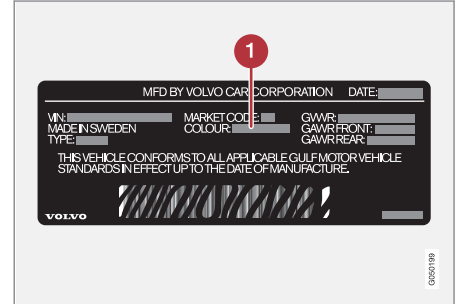 1
MFD BY VOLVO CAR CORPORATION DATE:
VIN: MARKET CODE: GVWR:
MADE IN SWEDEN COLOUR: GAWR FRONT:
TYPE: GAWR REAR:
THIS VEHICLE CONFORMS TO ALL APPLICABLE GULF MOTOR VEHICLE
STANDARDS IN EFFECT UP TO THE DATE OF MANUFACTURE.
VOLVO
G050199